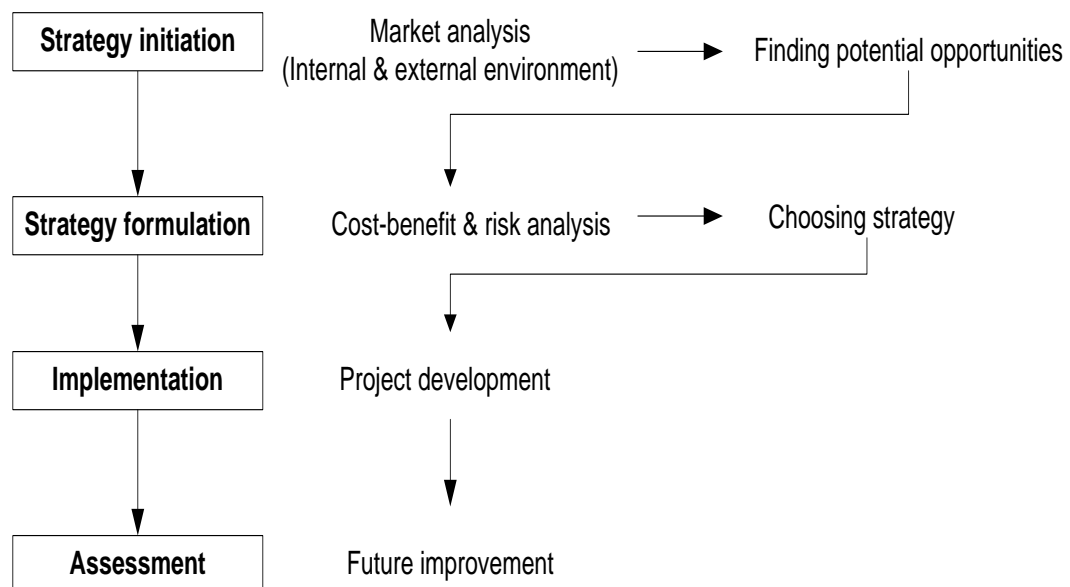 Strategy initiation
Market analysis
(Internal & external environment)
Finding potential opportunities
Strategy formulation
Cost-benefit & risk analysis
Choosing strategy
Implementation
Project development
Assessment
Future improvement